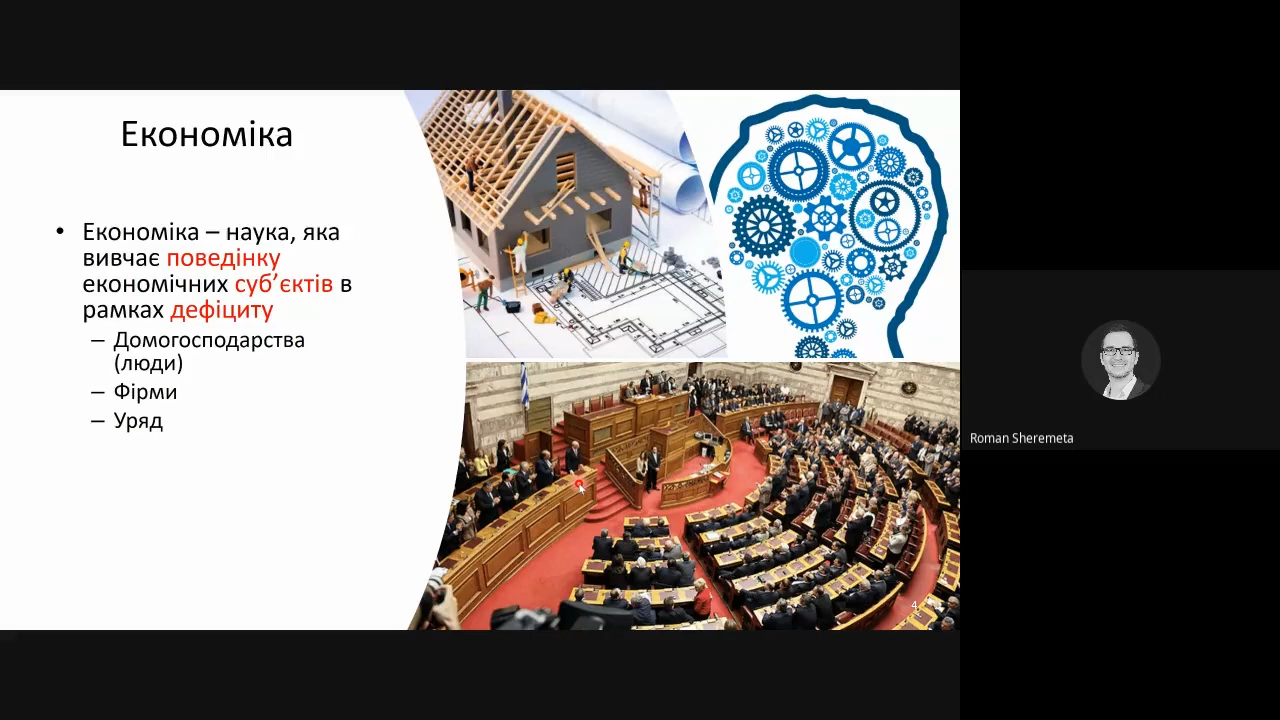 Економіка
• Економіка – наука, яка
вивчає поведінку
економічних суб’єктів в
рамках дефіциту
– Домогосподарства
(люди)
– Фірми
– Уряд
4
Roman Sheremeta